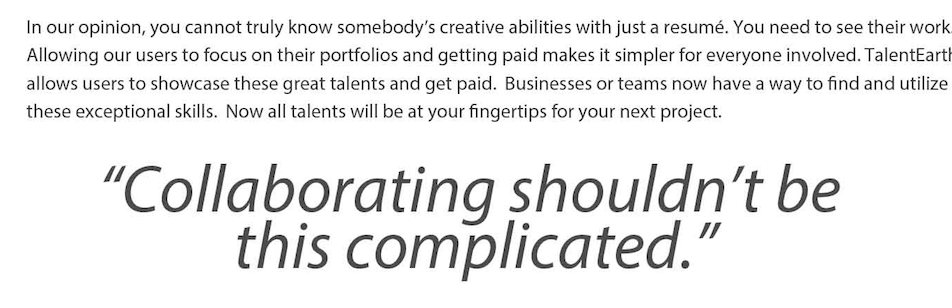 In our opinion, you cannot truly know somebody's creative abilities with just a resumé. You need to see their work
Allowing our users to focus on their portfolios and getting paid makes it simpler for everyone involved. TalentEarth
allows users to showcase these great talents and get paid.  Businesses or teams now have a way to find and utilize
these exceptional skills.  Now all talents will be at your fingertips for your next project.
“Collaborating shouldn’t be
this complicated.”